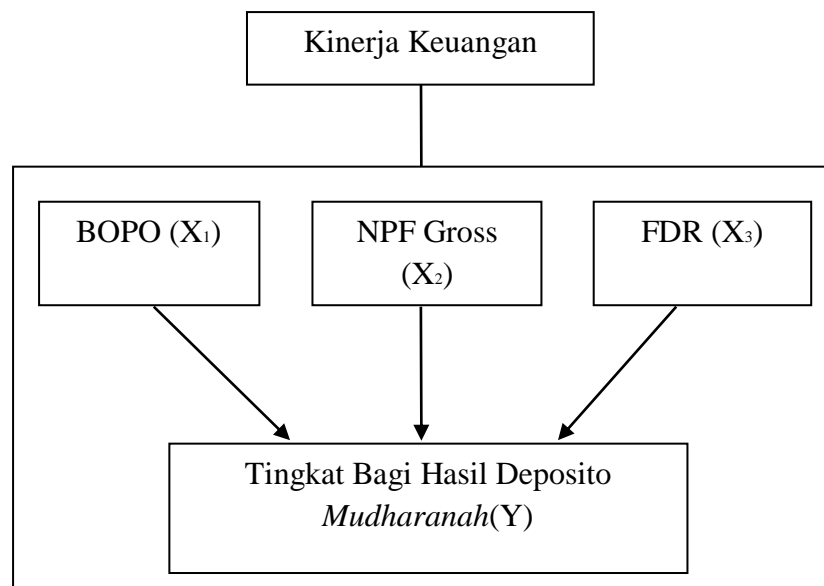 Kinerja Keuangan
BOPO (X₁)
NPF Gross
(X₂)
FDR (X₃)
Tingkat Bagi Hasil Deposito
Mudharanah(Y)